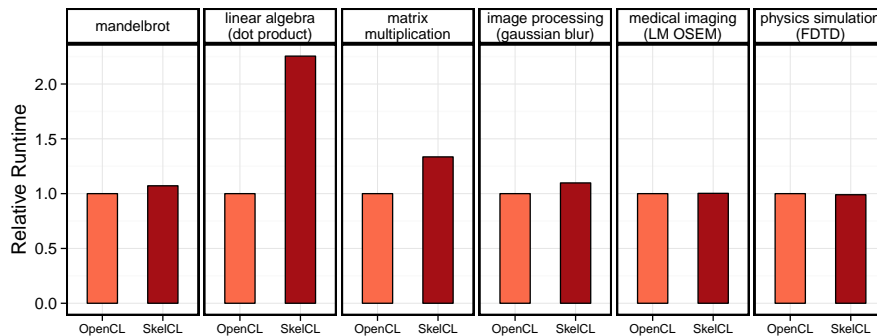 mandelbrot
linear algebra
(dot product)
matrix
multiplication
image processing
(gaussian blur)
medical imaging
(LM OSEM)
physics simulation
(FDTD)
Relative Runtime
2.0
1.5
1.0
0.5
0.0
OpenCL SkelCL OpenCL SkelCL OpenCL SkelCL OpenCL SkelCL OpenCL SkelCL OpenCL SkelCL